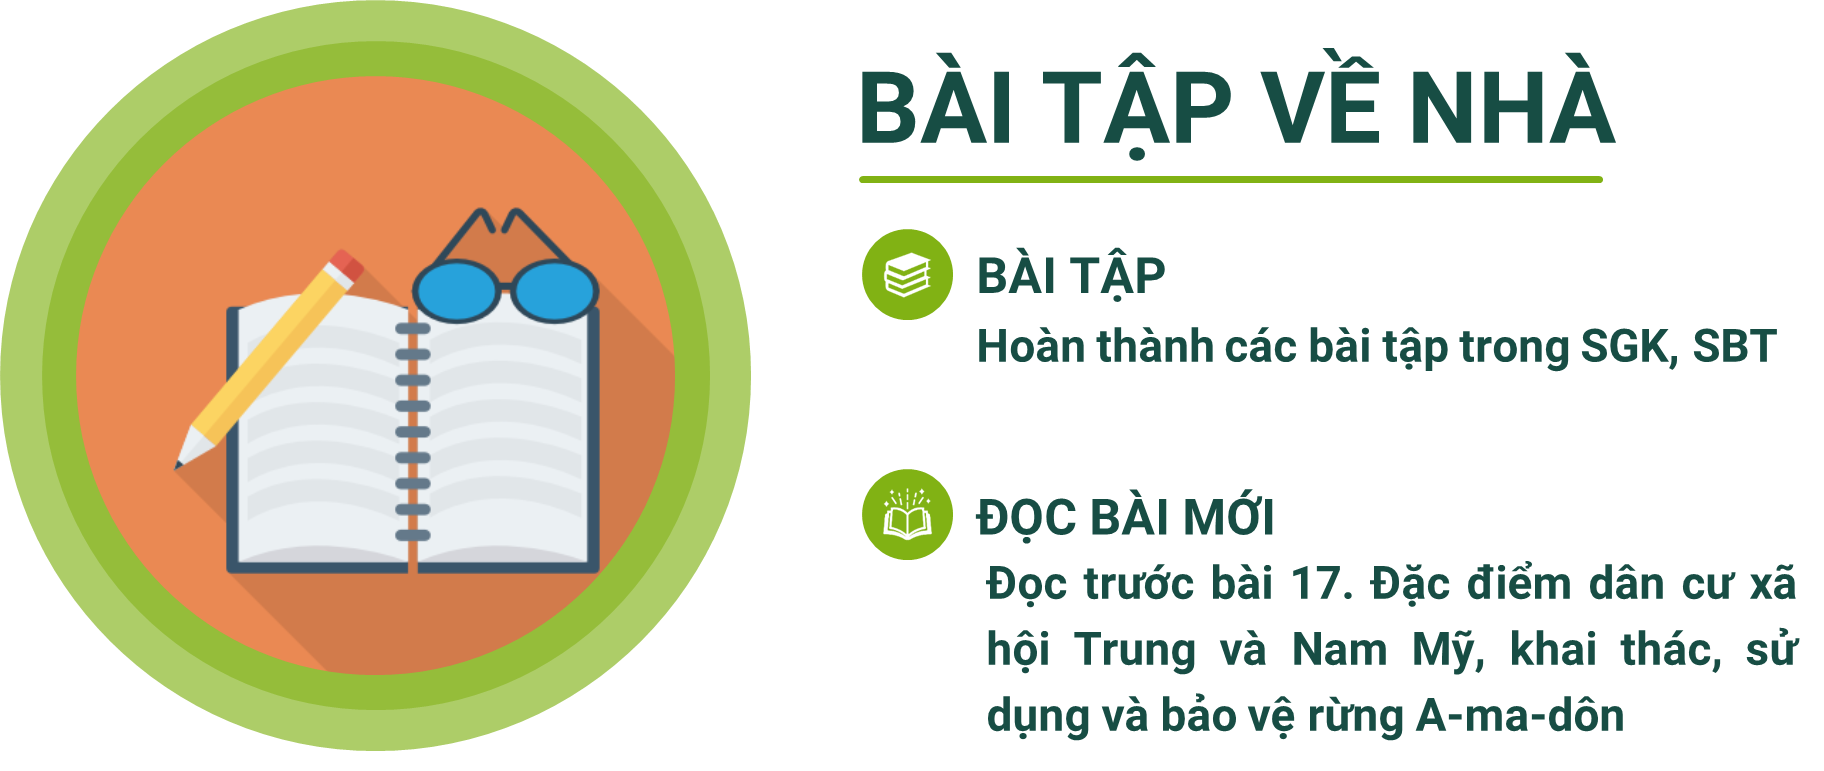 BÀI TẬP VỀ NHÀ
BÀI TẬP
Hoàn thành các bài tập trong SGK, SBT
ĐỌC BÀI MỚI
Đọc trước bài 17. Đặc điểm dân cư xã
hội Trung và Nam Mỹ, khai thác, sử
dụng và bảo vệ rừng A-ma-dôn